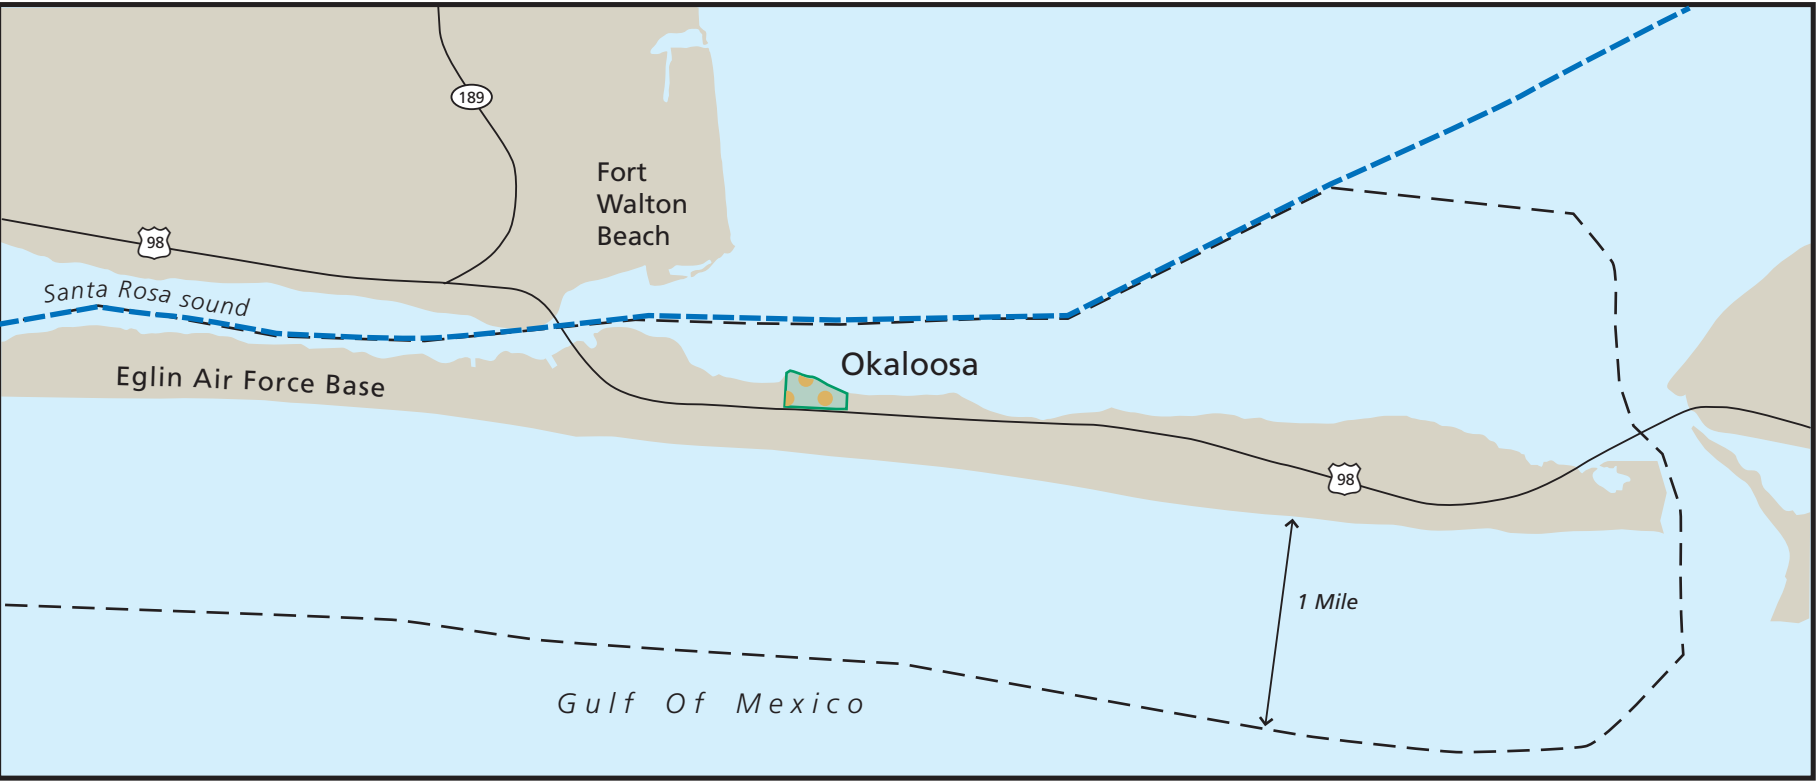 189
Fort
Walton
Beach
98
Santa Rosa sound
Okaloosa
Eglin Air Force Base
98
1 Mile
Gulf Of Mexico